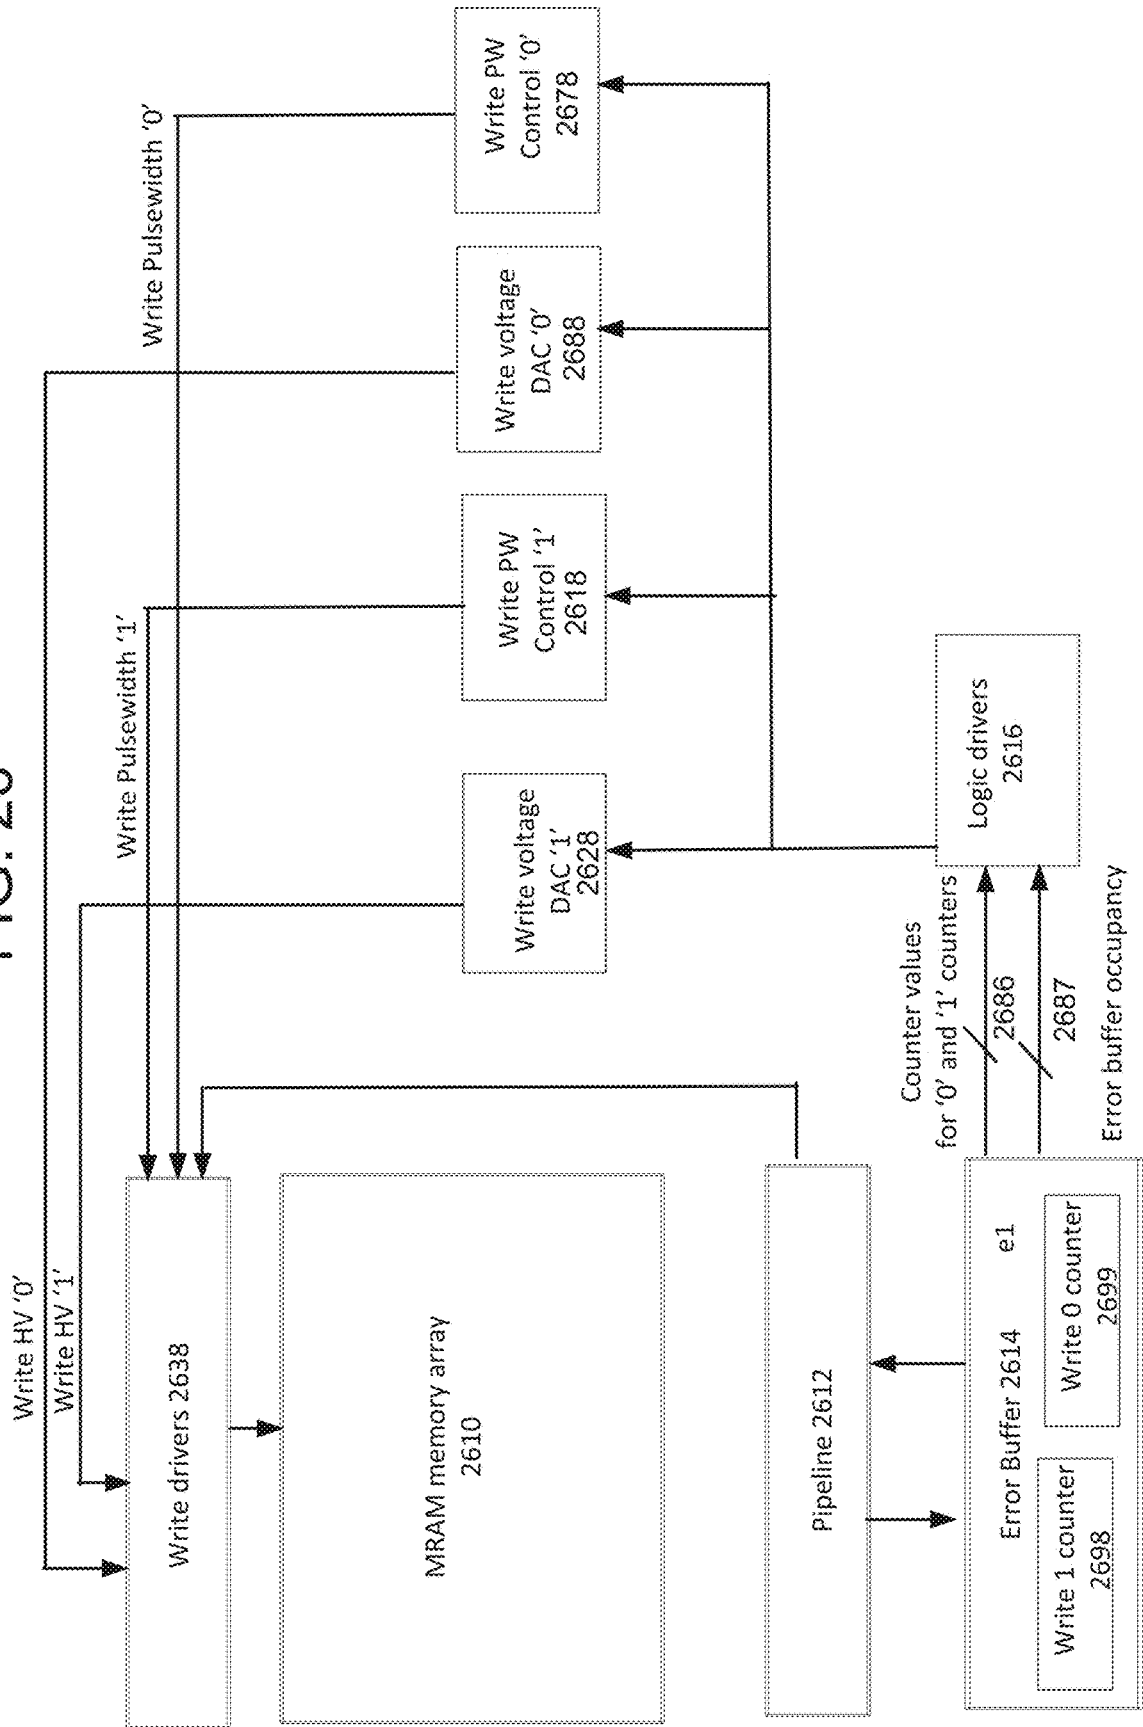 FIG. 26
Write HV '0'
Write HV '1'
Write Pulsewidth '1'
Write Pulsewidth '0'
Write drivers 2638
MRAM memory array
2610
Write voltage
DAC '1'
2628
Write PW
Control '1'
2618
Write voltage
DAC '0'
2688
Write PW
Control '0'
2678
Pipeline 2612
Counter values
for '0' and '1' counters
2686
2687
Error buffer occupancy
Logic drivers
2616
Error Buffer 2614
e1
Write 1 counter
2698
Write 0 counter
2699